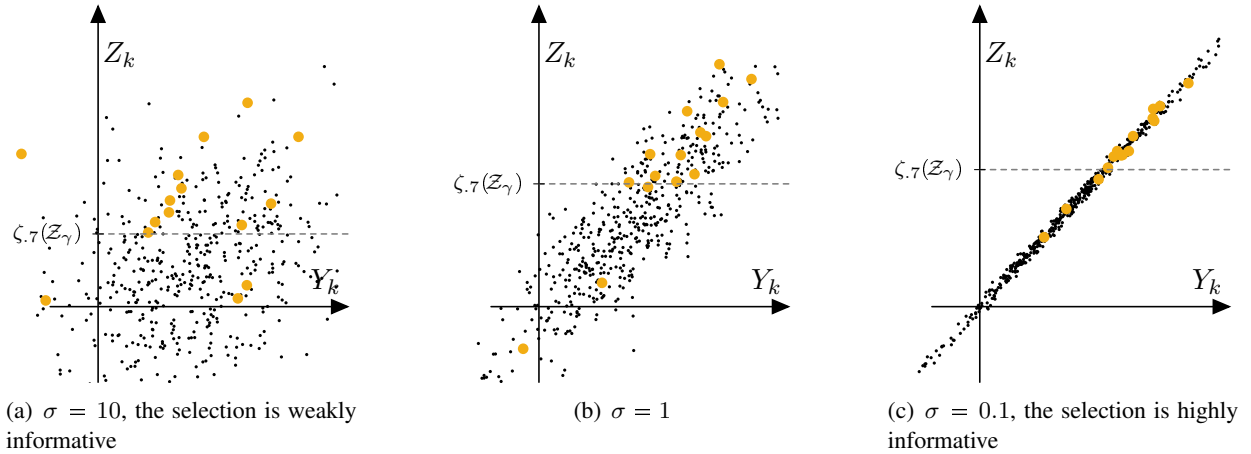 Z_k
ζ_{.7}(𝒵_γ)
Y_k
(a) σ = 10, the selection is weakly
informative
Z_k
ζ_{.7}(𝒵_γ)
Y_k
(b) σ = 1
Z_k
ζ_{.7}(𝒵_γ)
Y_k
(c) σ = 0.1, the selection is highly
informative